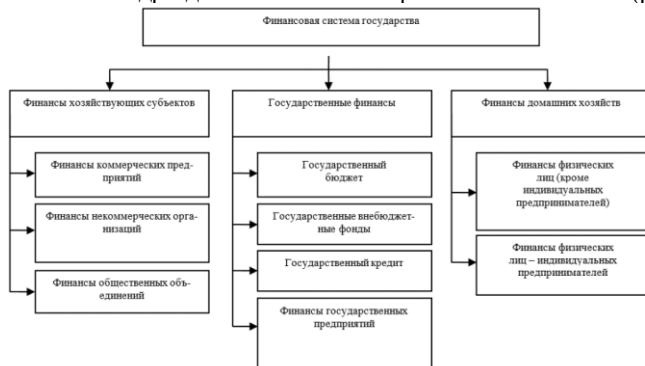 Финансовая система государства
Финансы хозяйствующих субъектов
Финансы коммерческих пред-
приятий
Финансы некоммерческих орга-
низаций
Финансы общественных объ-
единений
Государственные финансы
Государственный
бюджет
Государственные внебюджет-
ные фонды
Государственный кредит
Финансы государственных
предприятий
Финансы домашних хозяйств
Финансы физических
лиц (кроме
индивидуальных
предпринимателей)
Финансы физических
лиц – индивидуальных
предпринимателей